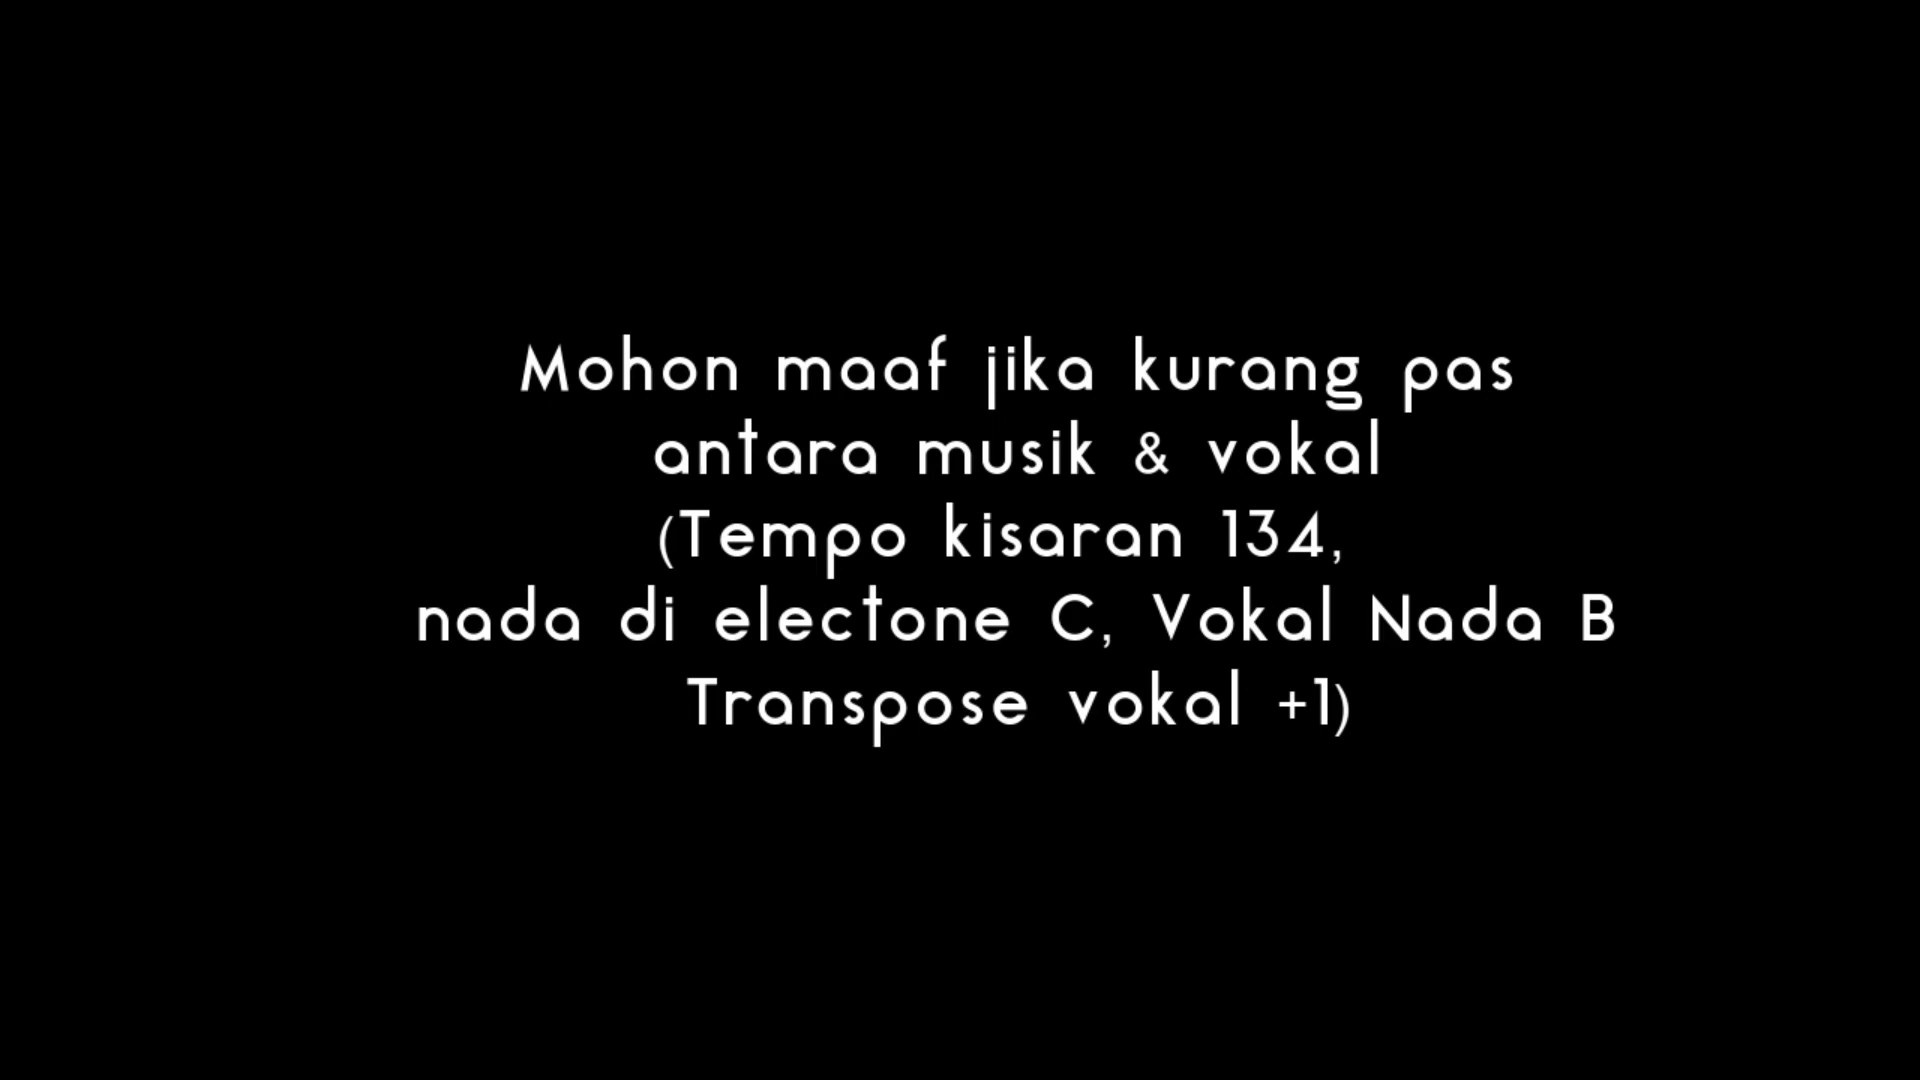 Mohon maaf jika kurang pas
antara musik & vokal
(Tempo kisaran 134,
nada di electone C, Vokal Nada B
Transpose vokal +1)